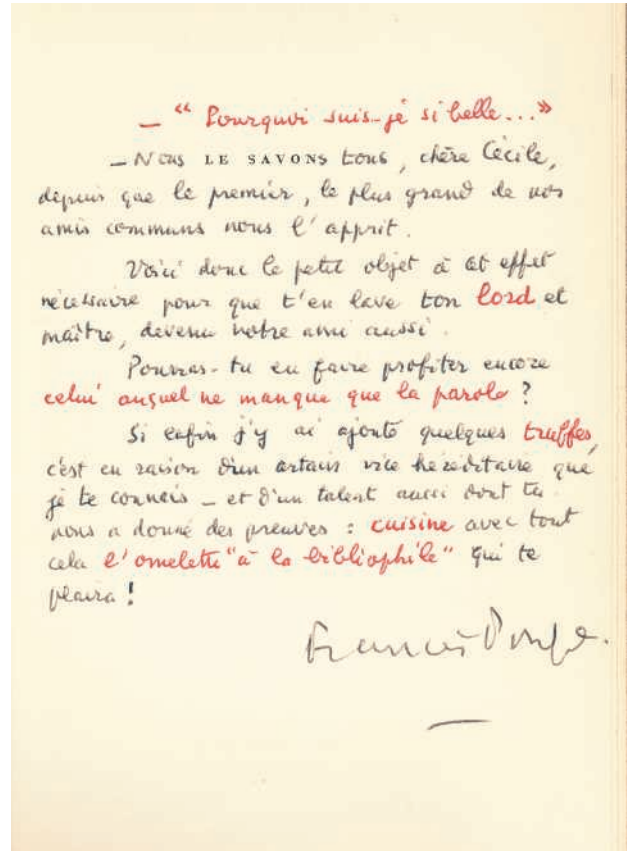 — “ Pourquoi suis-je si belle... ”
— Nous LE SAVONS tous, chère Cécile,
depuis que le premier, le plus grand de nos
amis communs nous l'apprit.
Voici donc le petit objet à cet effet
nécessaire pour que t'en lave ton lord et
maître, devenu notre ami aussi.
Pourras-tu en faire profiter encore
celui auquel ne manque que la parole ?
Si enfin j'y ai ajouté quelques truffes,
c'est en raison d'un certain vice héréditaire que
je te connais — et d'un talent aussi dont tu
nous a donné des preuves : cuisine avec tout
cela l'omelette “à la bibliophile” qui te
plaira !
Francis Ponge.